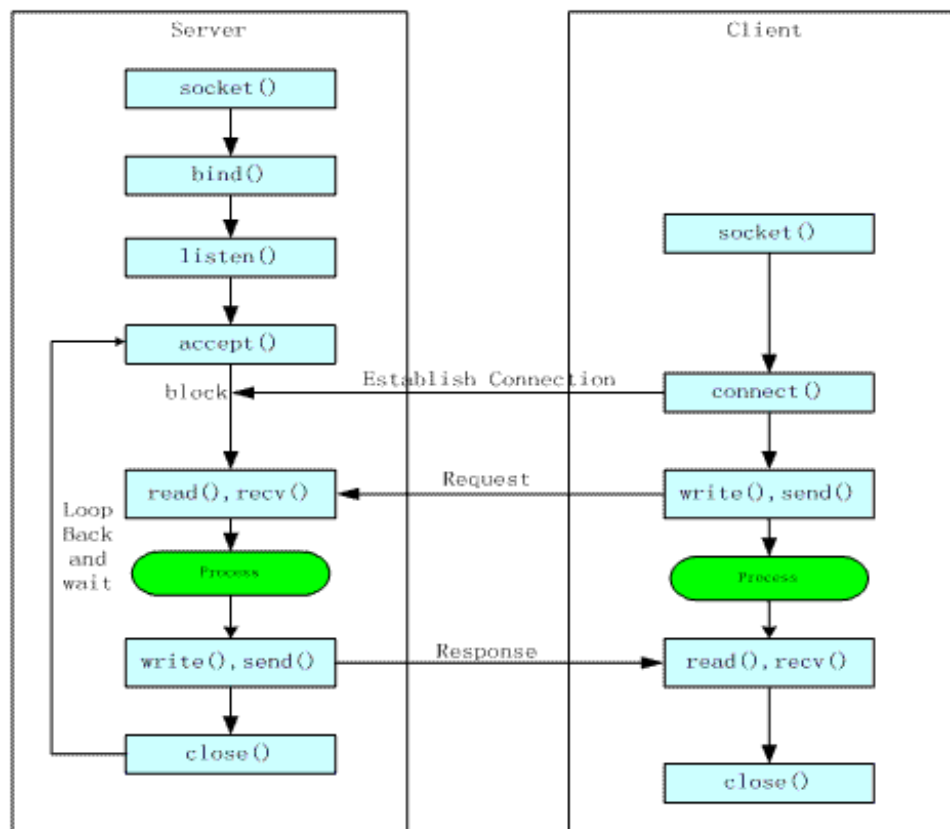 Server
socket()
bind()
listen()
accept()
block
read(),recv()
Loop
Back
and
wait
Process
write(),send()
close()
Establish Connection
Request
Response
Client
socket()
connect()
write(),send()
Process
read(),recv()
close()